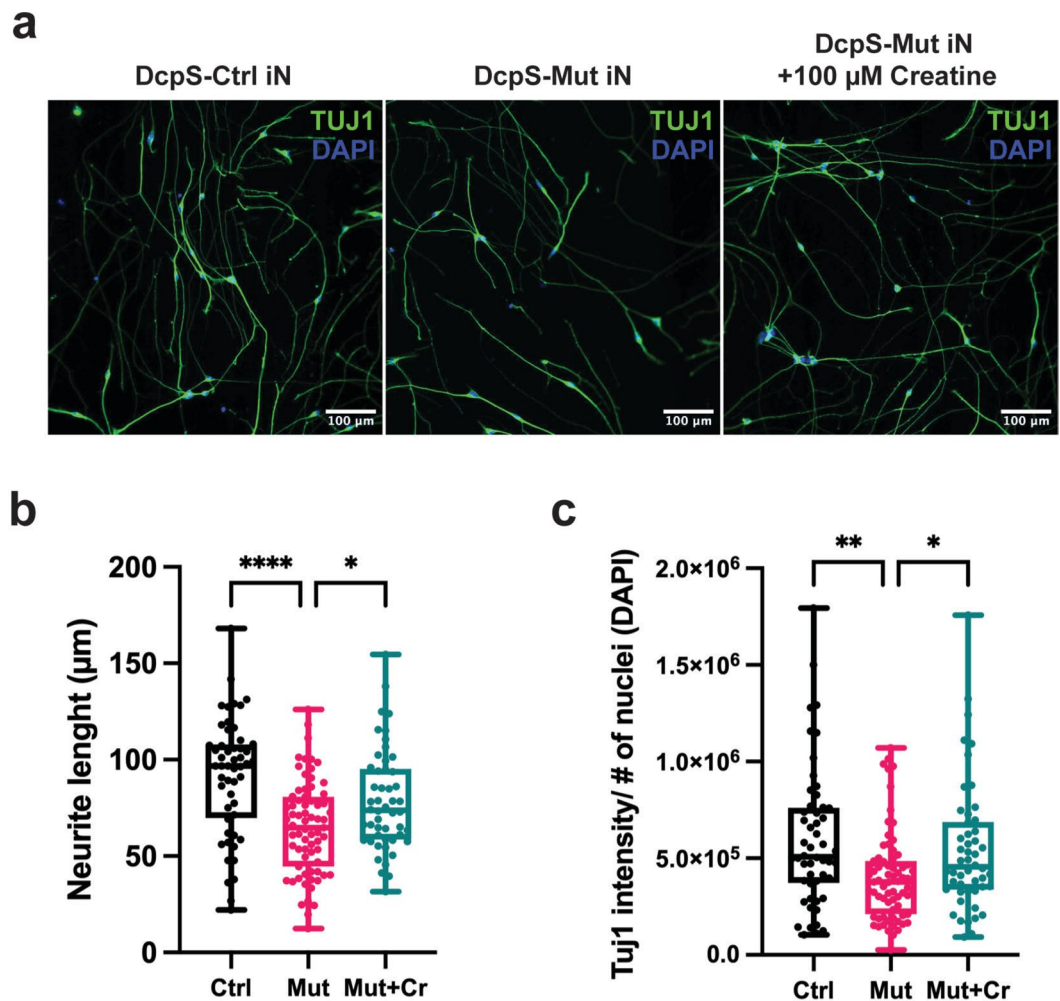 a
DcpS-Ctrl iN
DcpS-Mut iN
DcpS-Mut iN
+100 µM Creatine
TUJ1
DAPI
100 µm
TUJ1
DAPI
100 µm
TUJ1
DAPI
100 µm
b
Neurite lenght (µm)
200
150
100
50
0
****
*
Ctrl
Mut
Mut+Cr
c
Tuj1 intensity/ # of nuclei (DAPI)
2.0×10⁶
1.5×10⁶
1.0×10⁶
5.0×10⁵
0.0
**
*
Ctrl
Mut
Mut+Cr